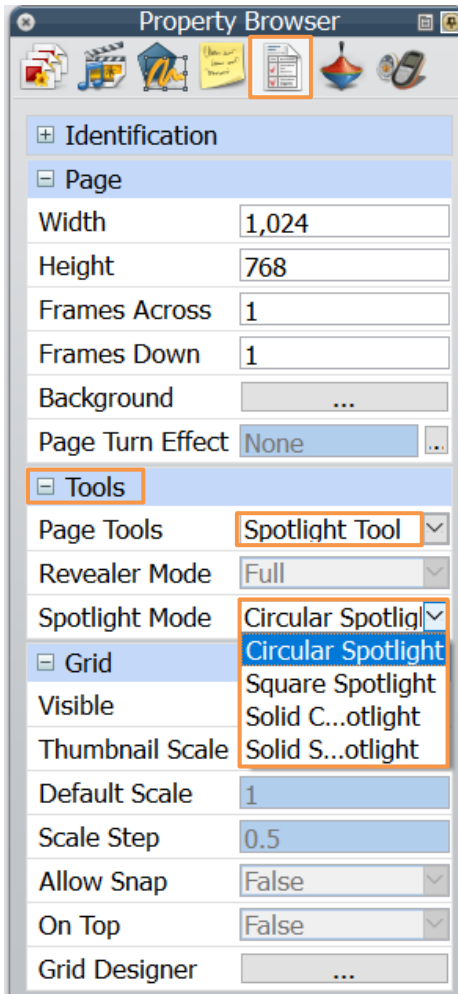 Property Browser
Identification
Page
Width 1,024
Height 768
Frames Across 1
Frames Down 1
Background ...
Page Turn Effect None ...
Tools
Page Tools Spotlight Tool
Revealer Mode Full
Spotlight Mode Circular Spotligl
Circular Spotlight
Grid
Square Spotlight
Visible
Solid C...otlight
Thumbnail Scale Solid S...otlight
Default Scale 1
Scale Step 0.5
Allow Snap False
On Top False
Grid Designer ...